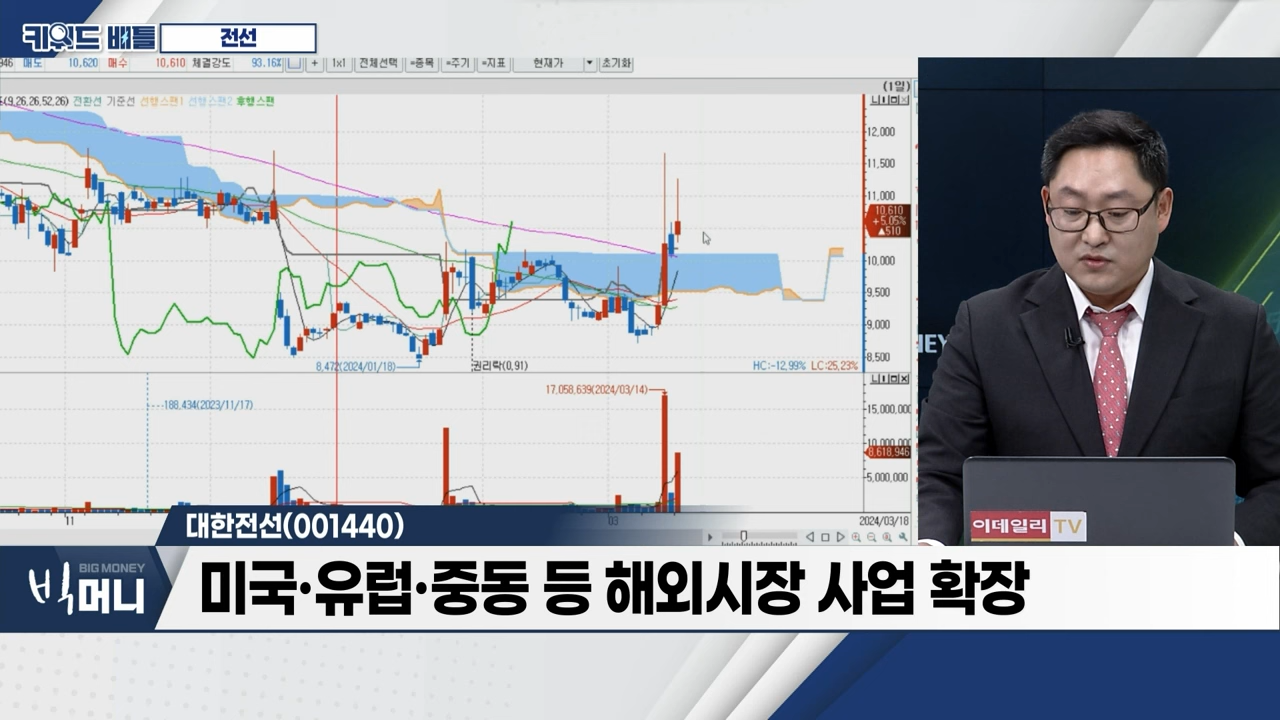 키워드 배틀
전선
946 매도 10,620 매수 10,610 체결강도 93.16% + 1x1 전체선택 =종목 =주기 =지표 현재가 초기화
(1일)
(9,26,26,52,26) 전환선 기준선 선행스팬1 선행스팬2 후행스팬
12,000
11,500
11,000
10,610
+5.05%
▲510
10,000
9,500
9,000
8,500
8,472(2024/01/18)
권리락(0,91)
HC:-12,99% LC:25,23%
17,058,639(2024/03/14)
188,434(2023/11/17)
15,000,000
10,000,000
8,618,946
5,000,000
11
03
2024/03/18
이데일리 TV
대한전선(001440)
BIG MONEY
빅머니
미국·유럽·중동 등 해외시장 사업 확장